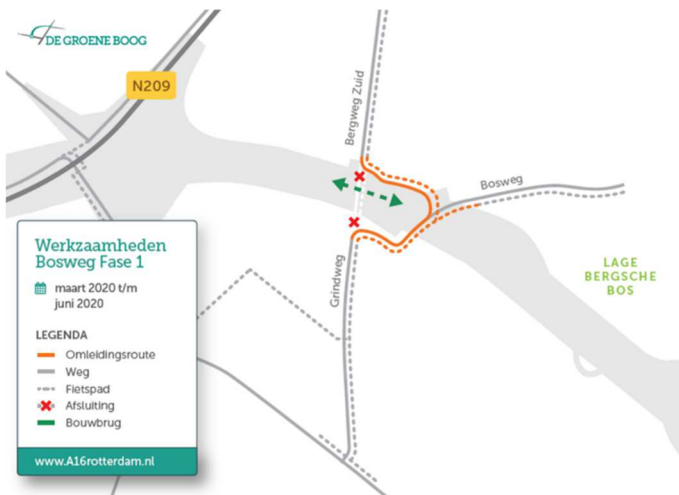 DE GROENE BOOG
N209
Bergweg Zuid
Bosweg
Grindweg
LAGE
BERGSCHE
BOS
Werkzaamheden
Bosweg Fase 1
maart 2020 t/m
juni 2020
LEGENDA
Omleidingsroute
Weg
Fietspad
Afsluiting
Bouwbrug
www.A16rotterdam.nl